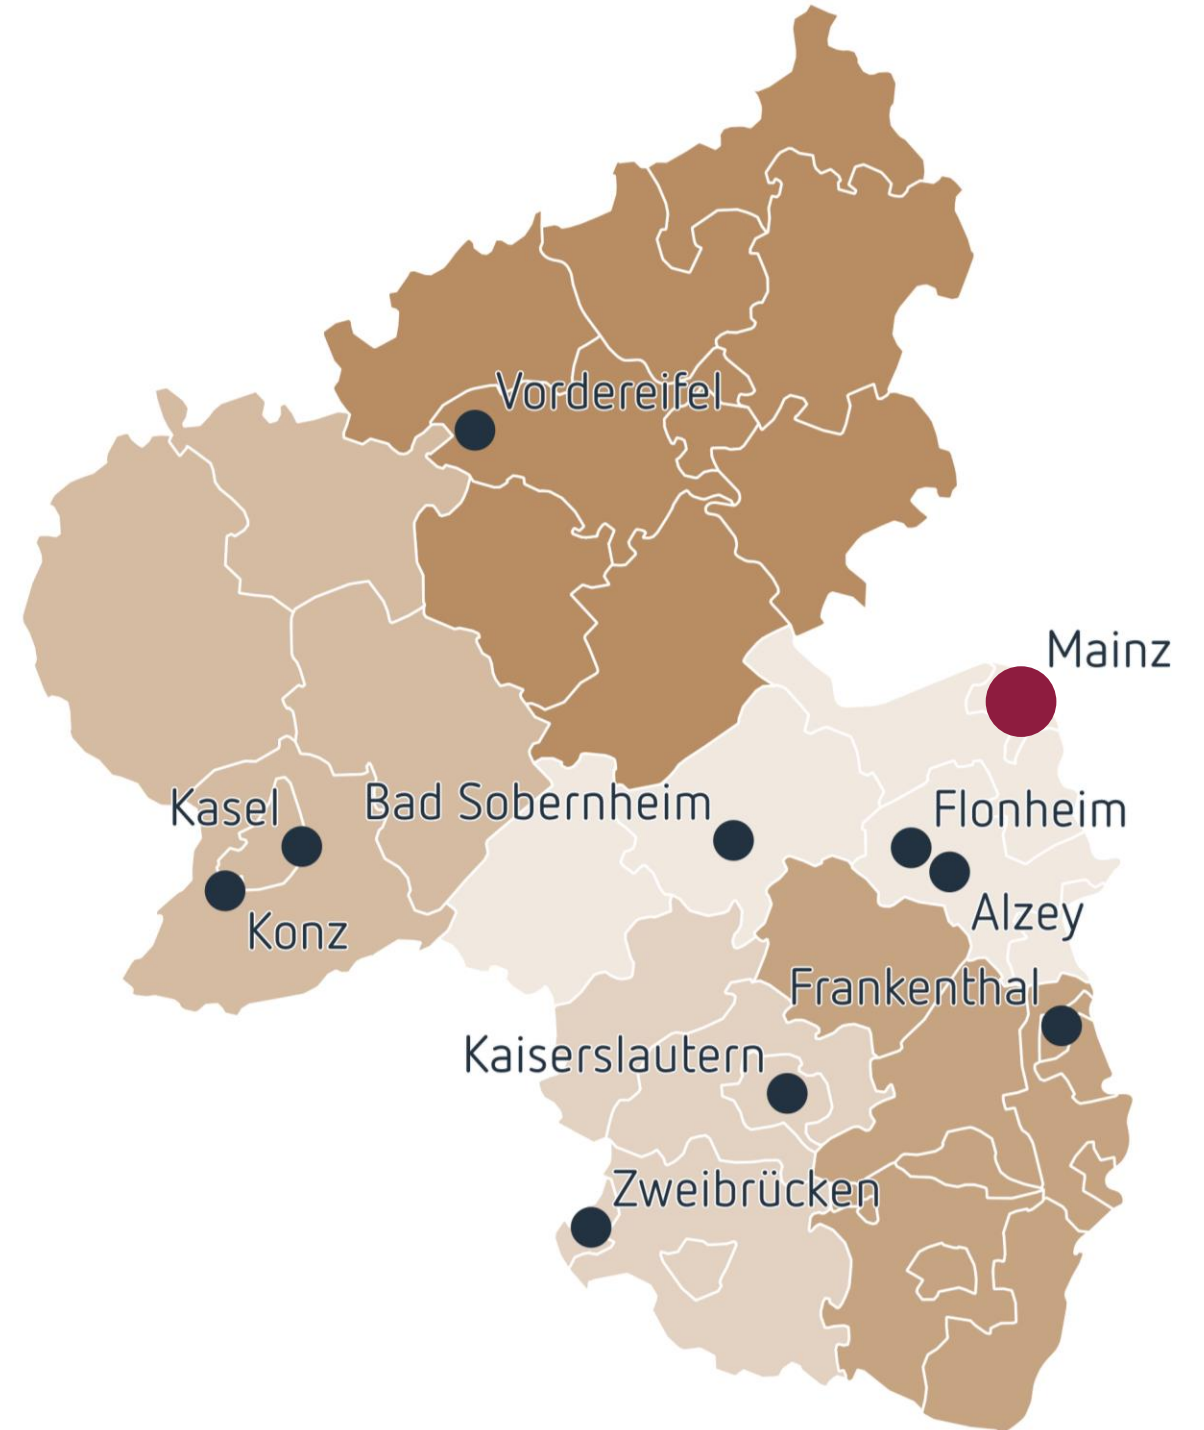 Vordereifel
Mainz
Kasel
Bad Sobernheim
Flonheim
Konz
Alzey
Frankenthal
Kaiserslautern
Zweibrücken